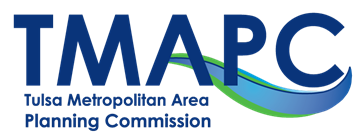 TMAPC
Tulsa Metropolitan Area
Planning Commission